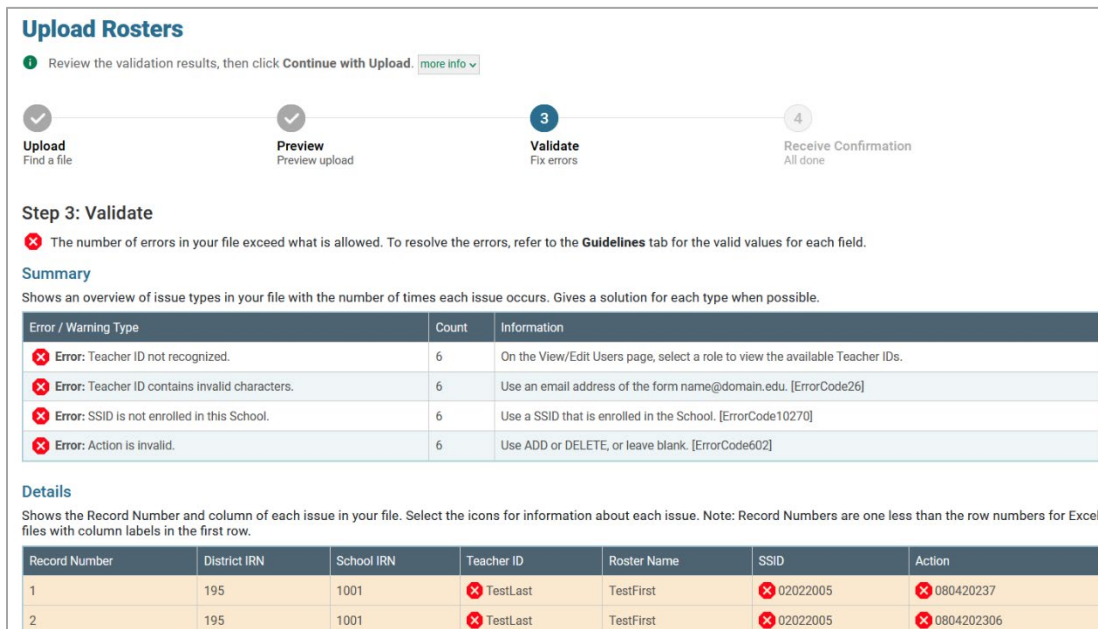 Upload Rosters
Review the validation results, then click Continue with Upload. more info
3
4
Upload
Preview
Validate
Receive Confirmation
Find a file
Preview upload
Fix errors
All done
Step 3: Validate
The number of errors in your file exceed what is allowed. To resolve the errors, refer to the Guidelines tab for the valid values for each field.
Summary
Shows an overview of issue types in your file with the number of times each issue occurs. Gives a solution for each type when possible.
Error / Warning Type Count Information
Error: Teacher ID not recognized. 6 On the View/Edit Users page, select a role to view the available Teacher IDs.
Error: Teacher ID contains invalid characters. 6 Use an email address of the form name@domain.edu. [ErrorCode26]
Error: SSID is not enrolled in this School. 6 Use a SSID that is enrolled in the School. [ErrorCode10270]
Error: Action is invalid. 6 Use ADD or DELETE, or leave blank. [ErrorCode602]
Details
Shows the Record Number and column of each issue in your file. Select the icons for information about each issue. Note: Record Numbers are one less than the row numbers for Excel
files with column labels in the first row.
Record Number District IRN School IRN Teacher ID Roster Name SSID Action
1 195 1001 TestLast TestFirst 02022005 080420237
2 195 1001 TestLast TestFirst 02022005 0804202306